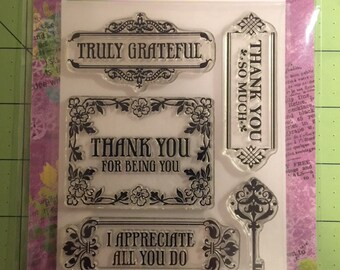 TRULY GRATEFUL
THANK YOU
SO MUCH
THANK YOU
FOR BEING YOU
I APPRECIATE
ALL YOU DO